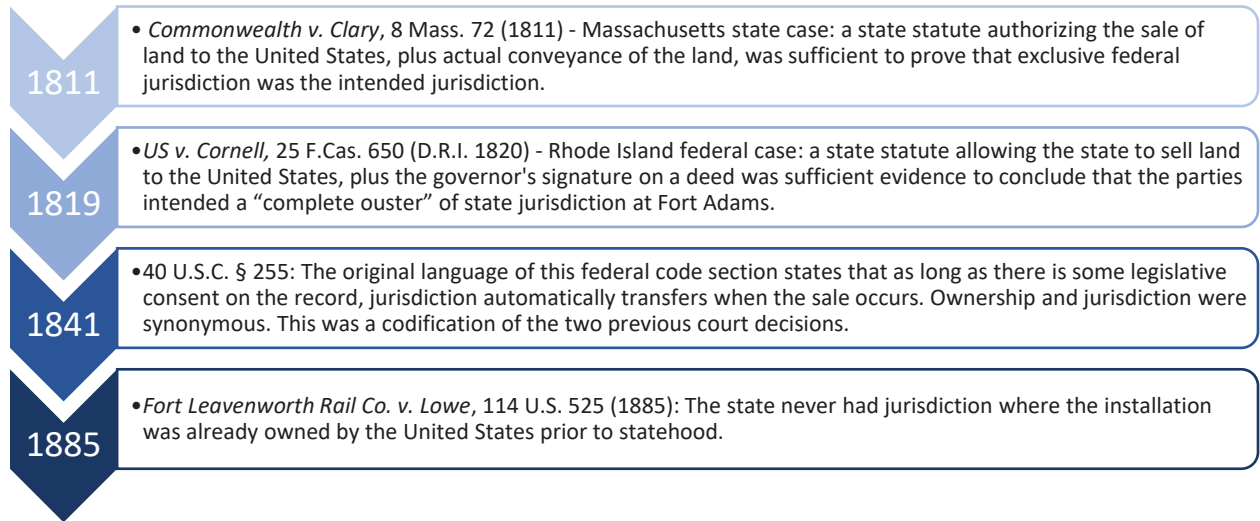 1811
• Commonwealth v. Clary, 8 Mass. 72 (1811) - Massachusetts state case: a state statute authorizing the sale of
land to the United States, plus actual conveyance of the land, was sufficient to prove that exclusive federal
jurisdiction was the intended jurisdiction.
1819
•US v. Cornell, 25 F.Cas. 650 (D.R.I. 1820) - Rhode Island federal case: a state statute allowing the state to sell land
to the United States, plus the governor's signature on a deed was sufficient evidence to conclude that the parties
intended a “complete ouster” of state jurisdiction at Fort Adams.
1841
•40 U.S.C. § 255: The original language of this federal code section states that as long as there is some legislative
consent on the record, jurisdiction automatically transfers when the sale occurs. Ownership and jurisdiction were
synonymous. This was a codification of the two previous court decisions.
1885
•Fort Leavenworth Rail Co. v. Lowe, 114 U.S. 525 (1885): The state never had jurisdiction where the installation
was already owned by the United States prior to statehood.